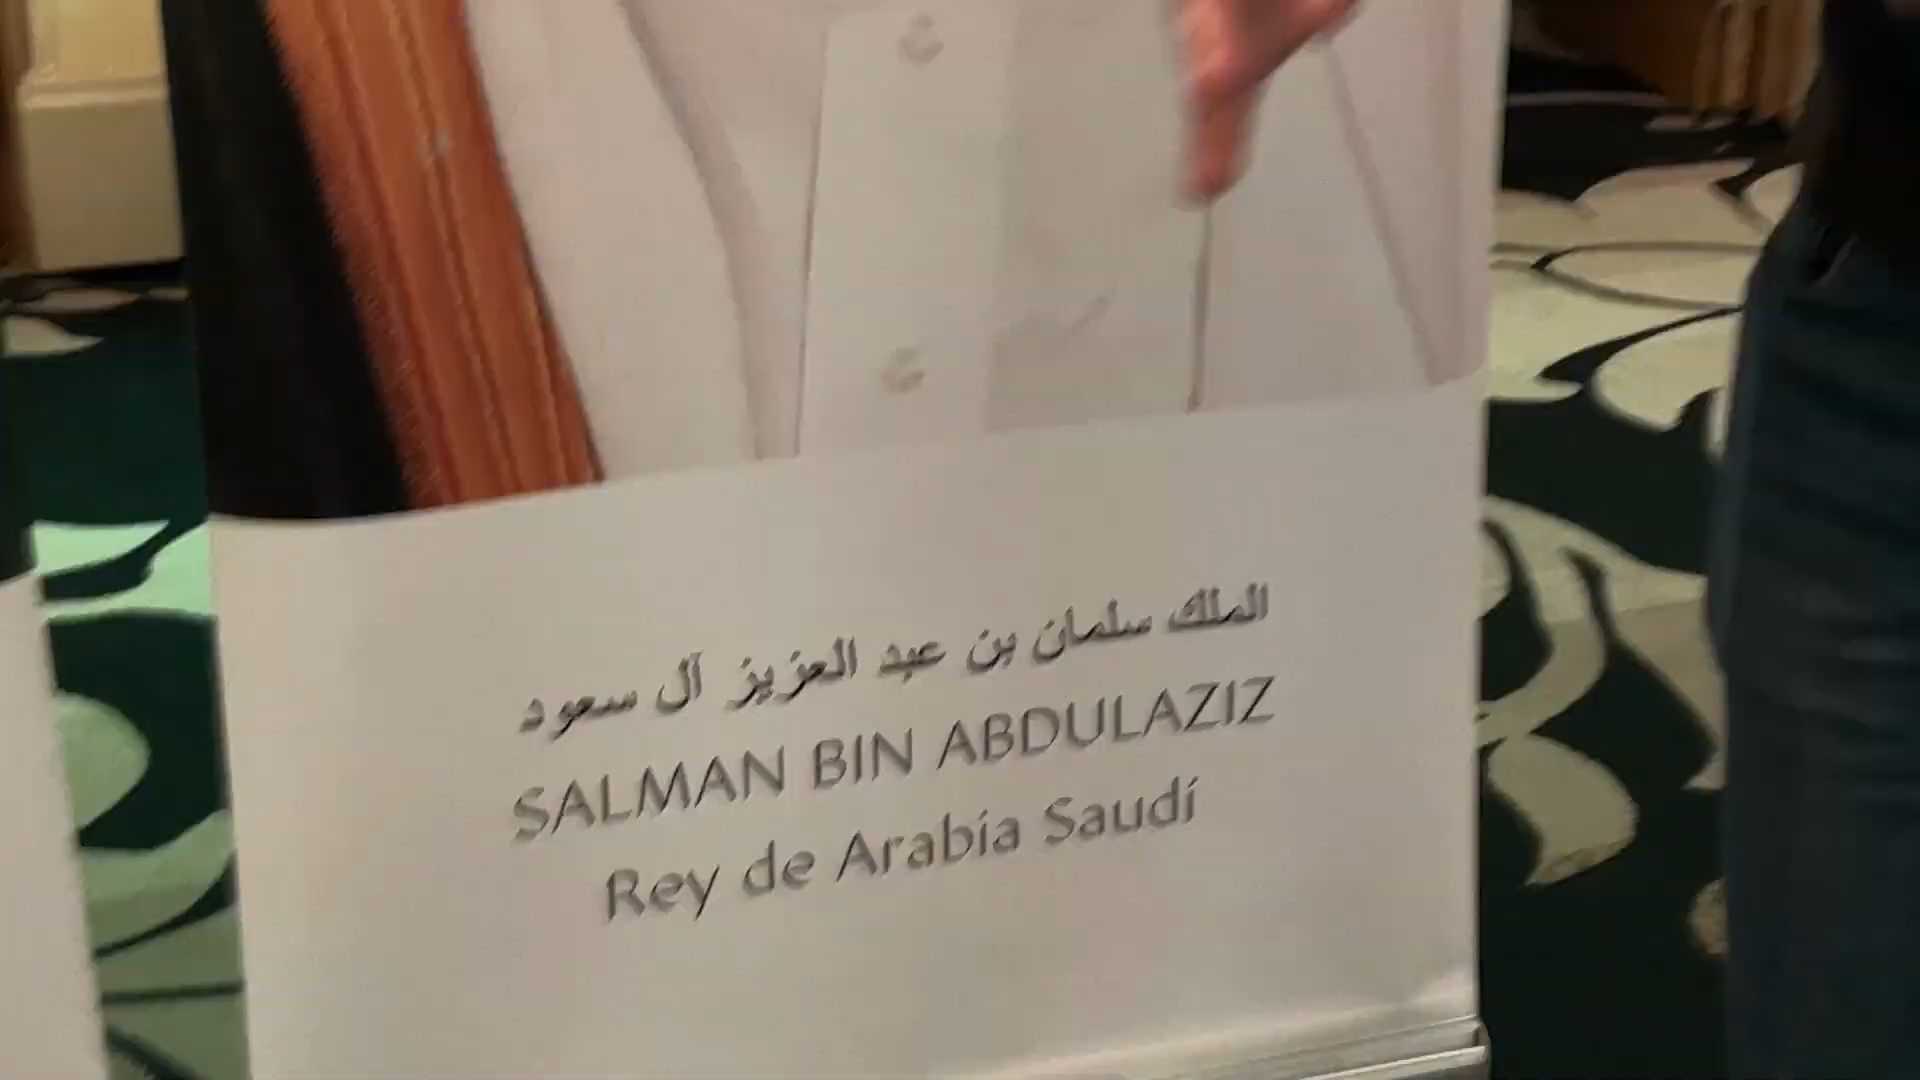 الملك سلمان بن عبد العزيز آل سعود
SALMAN BIN ABDULAZIZ
Rey de Arabia Saudí